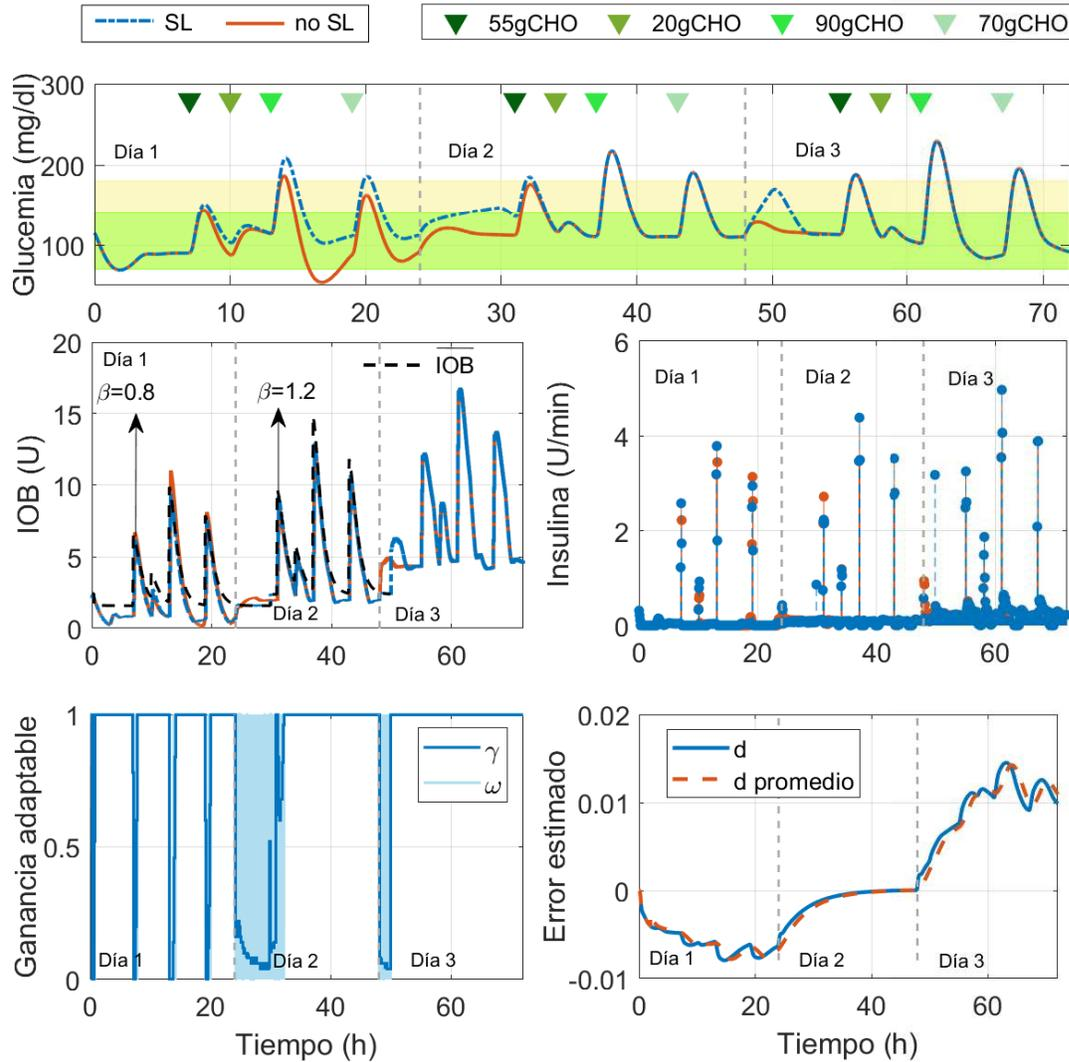 SL no SL
55gCHO 20gCHO 90gCHO 70gCHO
Glucemia (mg/dl)
300
200
100
Día 1 Día 2 Día 3
0 10 20 30 40 50 60 70
IOB (U)
20
15
10
5
0
Día 1
IOB
β=0.8 β=1.2
Día 2 Día 3
0 20 40 60
Insulina (U/min)
6
4
2
0
Día 1 Día 2 Día 3
0 20 40 60
Ganancia adaptable
1
0.5
0
γ
ω
Día 1 Día 2 Día 3
0 20 40 60
Tiempo (h)
Error estimado
0.02
0.01
0
-0.01
d
d promedio
Día 1 Día 2 Día 3
0 20 40 60
Tiempo (h)